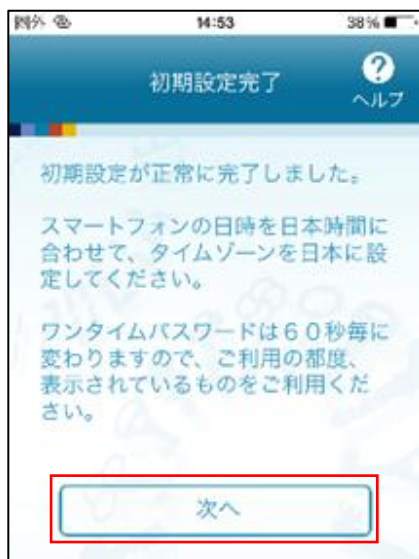 圏外
14:53
38%
初期設定完了
?
ヘルプ
初期設定が正常に完了しました。
スマートフォンの日時を日本時間に
合わせて、タイムゾーンを日本に設
定してください。
ワンタイムパスワードは60秒毎に
変わりますので、ご利用の都度、
表示されているものをご利用くだ
さい。
次へ